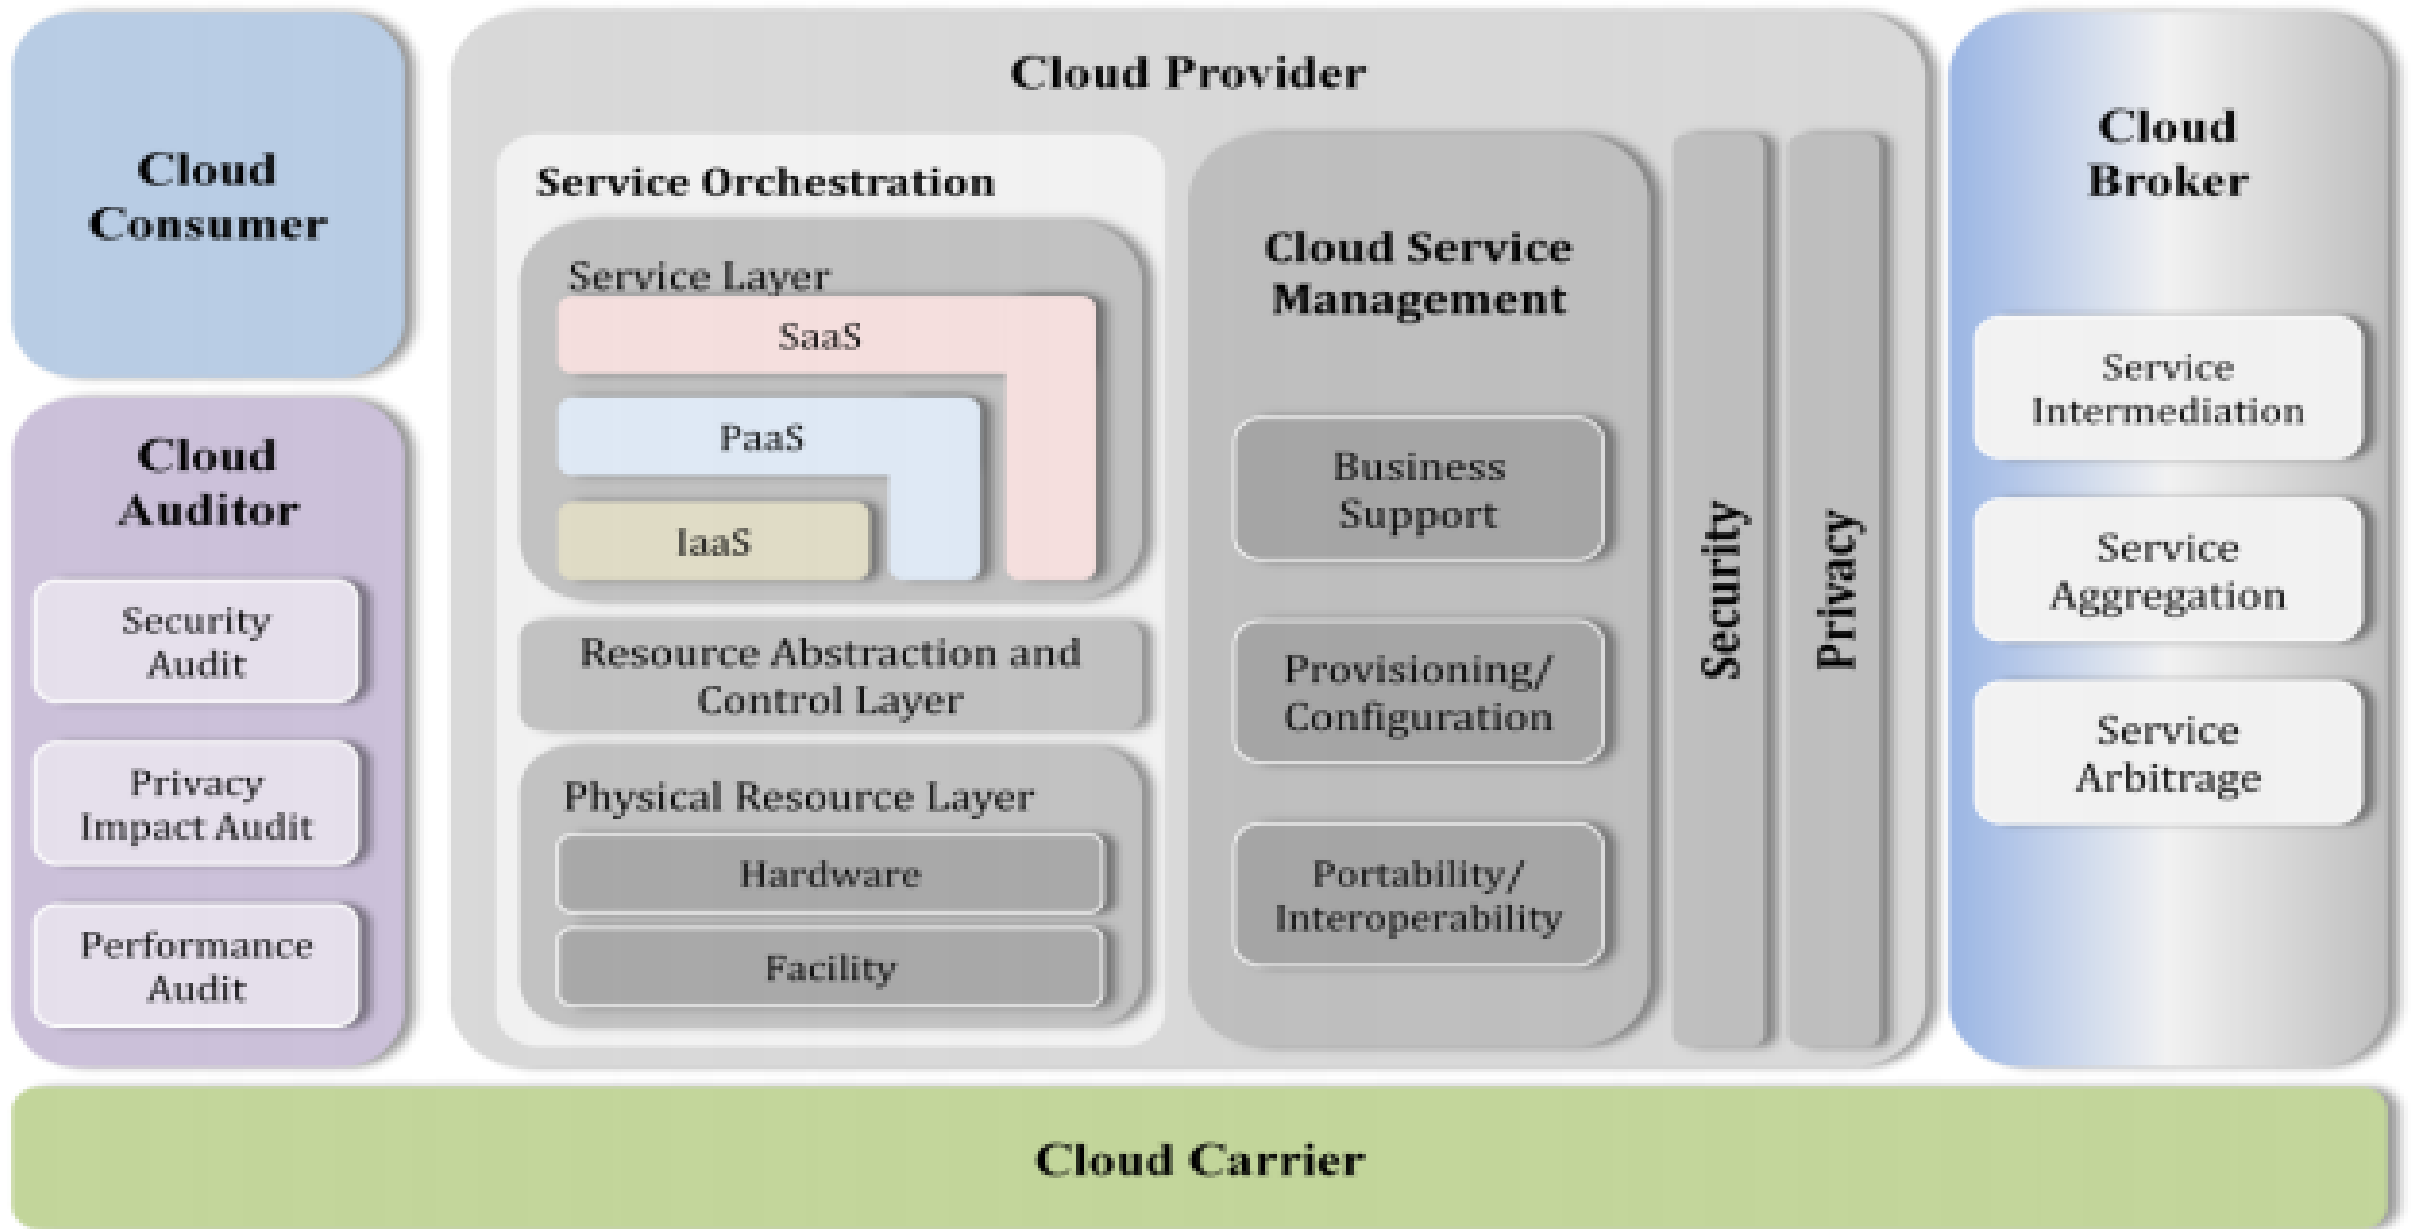 Cloud
Consumer
Cloud
Auditor
Security
Audit
Privacy
Impact Audit
Performance
Audit
Cloud Provider
Service Orchestration
Service Layer
SaaS
PaaS
IaaS
Resource Abstraction and
Control Layer
Physical Resource Layer
Hardware
Facility
Cloud Service
Management
Business
Support
Provisioning/
Configuration
Portability/
Interoperability
Security
Privacy
Cloud
Broker
Service
Intermediation
Service
Aggregation
Service
Arbitrage
Cloud Carrier